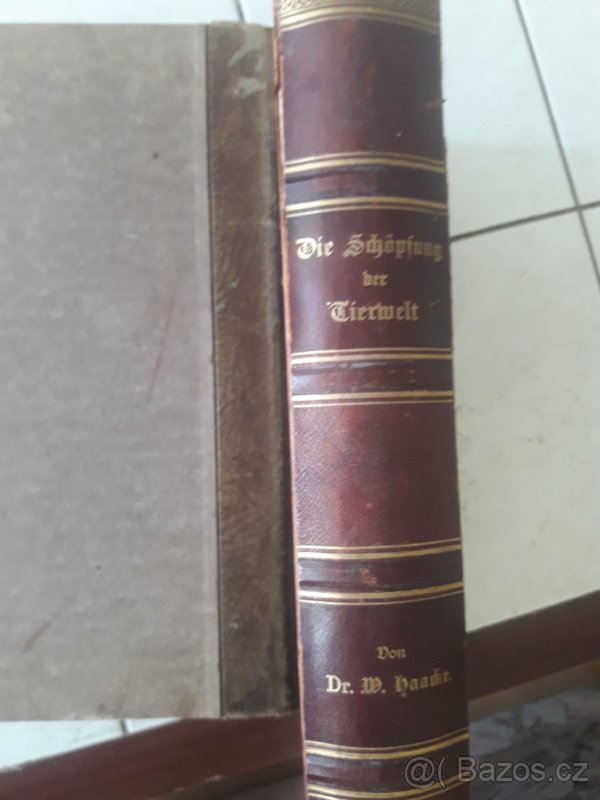 Die Schöpfung
der
Tierwelt
Von
Dr. W. Haacke.
@( Bazos.cz